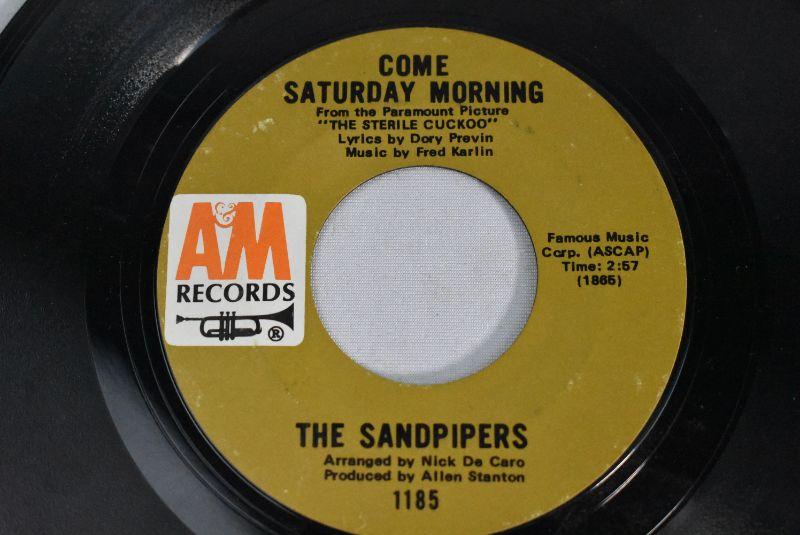 COME
SATURDAY MORNING
From the Paramount Picture
"THE STERILE CUCKOO"
Lyrics by Dory Previn
Music by Fred Karlin
A&M
RECORDS
®
Famous Music
Corp. (ASCAP)
Time: 2:57
(1865)
THE SANDPIPERS
Arranged by Nick De Caro
Produced by Allen Stanton
1185